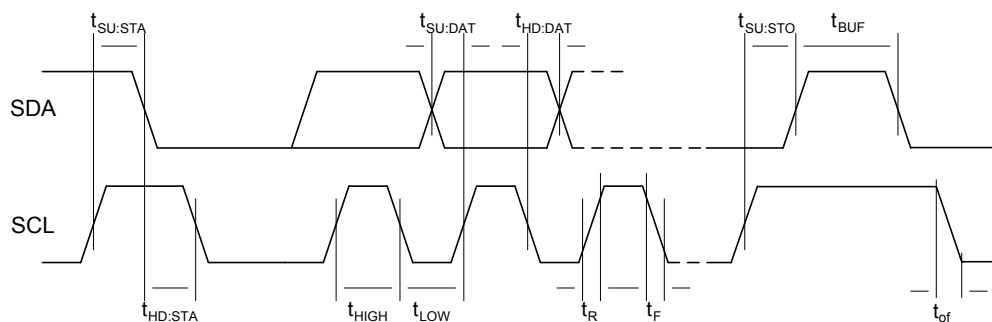 tSU:STA tSU:DAT tHD:DAT tSU:STO tBUF
SDA
SCL
tHD:STA tHIGH tLOW tR tF tof